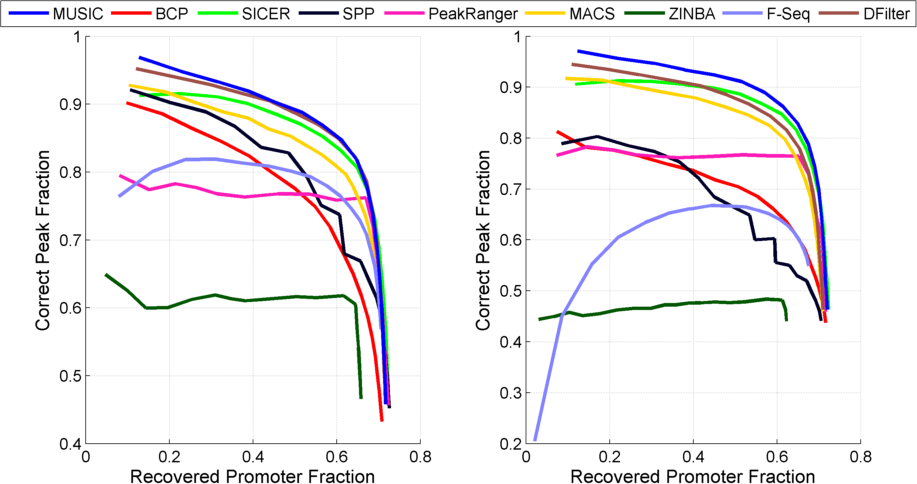 MUSIC BCP SICER SPP PeakRanger MACS ZINBA F-Seq DFilter
Correct Peak Fraction
1
0.9
0.8
0.7
0.6
0.5
0.4
0 0.2 0.4 0.6 0.8
Recovered Promoter Fraction
Correct Peak Fraction
1
0.9
0.8
0.7
0.6
0.5
0.4
0.3
0.2
0 0.2 0.4 0.6 0.8
Recovered Promoter Fraction